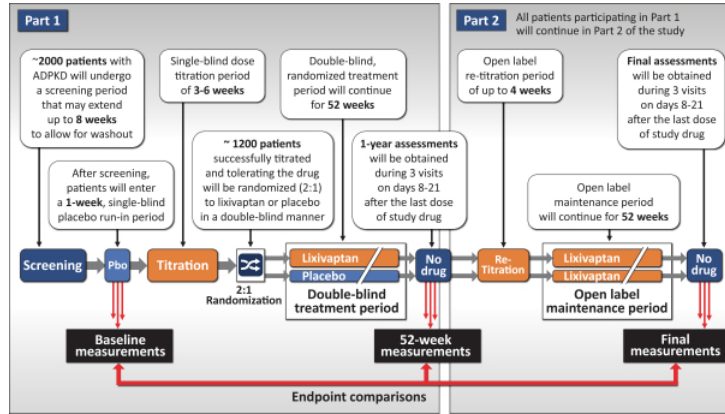 Part 1
Part 2
All patients participating in Part 1
will continue in Part 2 of the study
~2000 patients with
ADPKD will undergo
a screening period
that may extend
up to 8 weeks
to allow for washout
Single-blind dose
titration period
of 3-6 weeks
Double-blind,
randomized treatment
period will continue
for 52 weeks
Open label
re-titration period
of up to 4 weeks
Final assessments
will be obtained
during 3 visits
on days 8-21
after the last dose
of study drug
After screening,
patients will enter
a 1-week, single-blind
placebo run-in period
~ 1200 patients
successfully titrated
and tolerating the drug
will be randomized (2:1)
to lixivaptan or placebo
in a double-blind manner
1-year assessments
will be obtained
during 3 visits
on days 8-21
after the last dose
of study drug
Open label
maintenance period
will continue for 52 weeks
Screening
Pbo
Titration
2:1
Randomization
Lixivaptan
Placebo
Double-blind
treatment period
No
drug
Re-
Titration
Lixivaptan
Lixivaptan
Open label
maintenance period
No
drug
Baseline
measurements
52-week
measurements
Final
measurements
Endpoint comparisons